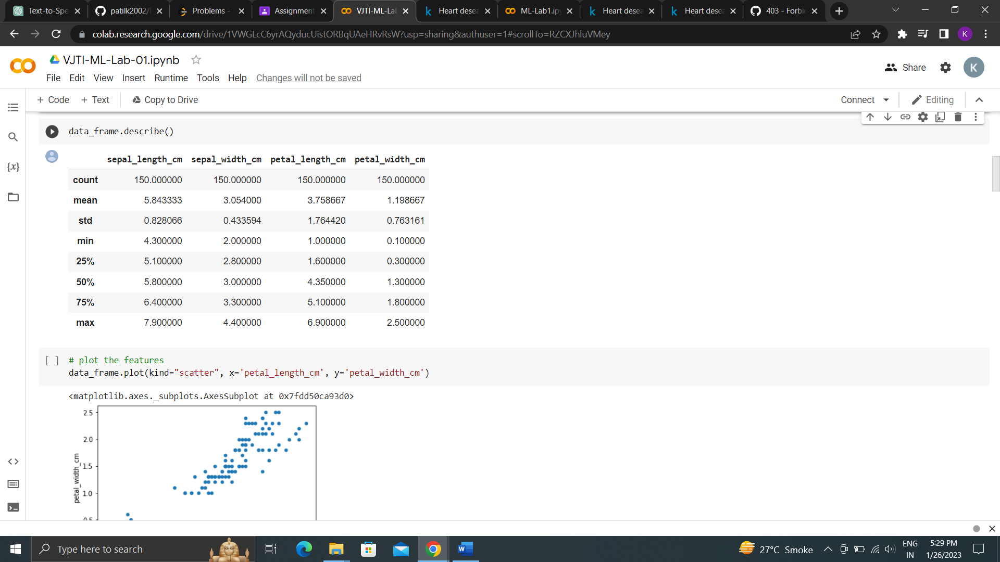 Text-to-Spe
patilk2002/
Problems -
Assignment
VJTI-ML-La
Heart desea
ML-Lab1.ipy
Heart desea
Heart desea
403 - Forbi
colab.research.google.com/drive/1VWGLcC6yrAQyducUistORBqUAeHRvRsW?usp=sharing&authuser=1#scrollTo=RZCXJhluVMey
K
VJTI-ML-Lab-01.ipynb
Share
K
File Edit View Insert Runtime Tools Help Changes will not be saved
+ Code + Text Copy to Drive
Connect
Editing
data_frame.describe()
{x}
sepal_length_cm sepal_width_cm petal_length_cm petal_width_cm
count 150.000000 150.000000 150.000000 150.000000
mean 5.843333 3.054000 3.758667 1.198667
std 0.828066 0.433594 1.764420 0.763161
min 4.300000 2.000000 1.000000 0.100000
25% 5.100000 2.800000 1.600000 0.300000
50% 5.800000 3.000000 4.350000 1.300000
75% 6.400000 3.300000 5.100000 1.800000
max 7.900000 4.400000 6.900000 2.500000
[ ] # plot the features
data_frame.plot(kind="scatter", x='petal_length_cm', y='petal_width_cm')
<matplotlib.axes._subplots.AxesSubplot at 0x7fdd50ca93d0>
2.5
2.0
1.5
1.0
0.5
petal_width_cm
Type here to search
27°C Smoke
ENG
IN
5:29 PM
1/26/2023